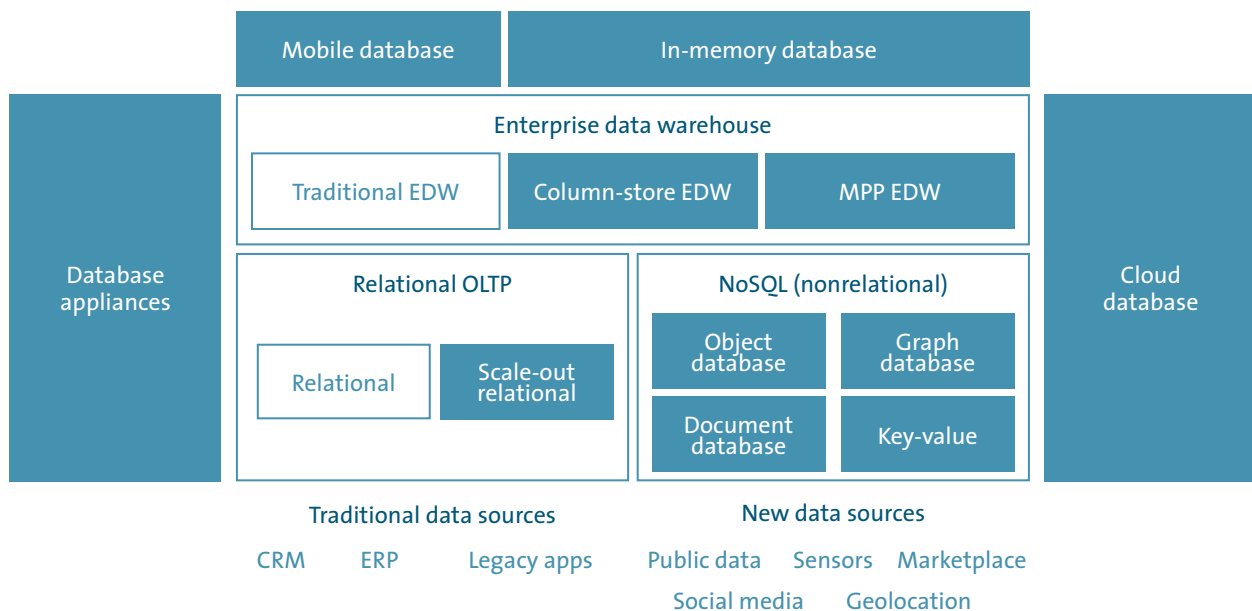 Mobile database
In-memory database
Enterprise data warehouse
Traditional EDW
Column-store EDW
MPP EDW
Database
appliances
Relational OLTP
Relational
Scale-out
relational
NoSQL (nonrelational)
Object
database
Graph
database
Document
database
Key-value
Cloud
database
Traditional data sources
CRM
ERP
Legacy apps
New data sources
Public data
Sensors
Marketplace
Social media
Geolocation